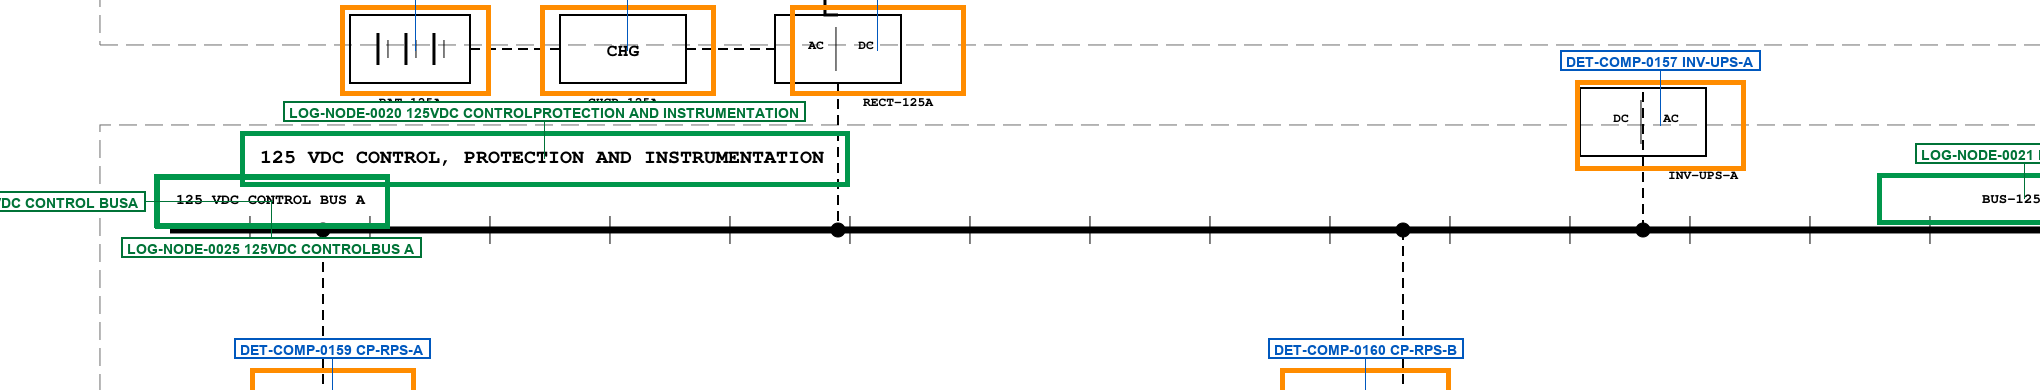 CHG
AC DC
DET-COMP-0157 INV-UPS-A
RECT-125A
LOG-NODE-0020 125VDC CONTROLPROTECTION AND INSTRUMENTATION
DC AC
125 VDC CONTROL, PROTECTION AND INSTRUMENTATION
LOG-NODE-0021
INV-UPS-A
VDC CONTROL BUSA
125 VDC CONTROL BUS A
BUS-125
LOG-NODE-0025 125VDC CONTROLBUS A
DET-COMP-0159 CP-RPS-A
DET-COMP-0160 CP-RPS-B